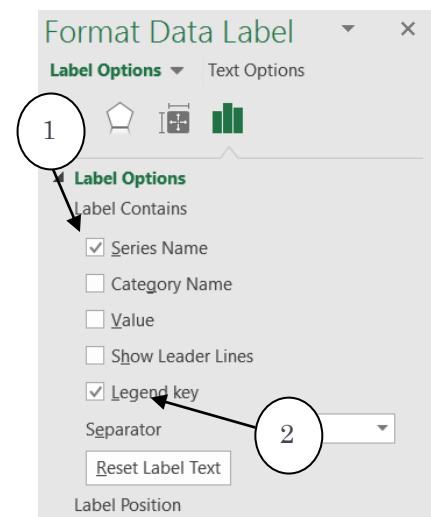 Format Data Label
Label Options Text Options
1
Label Options
Label Contains
Series Name
Category Name
Value
Show Leader Lines
Legend key
Separator
2
Reset Label Text
Label Position